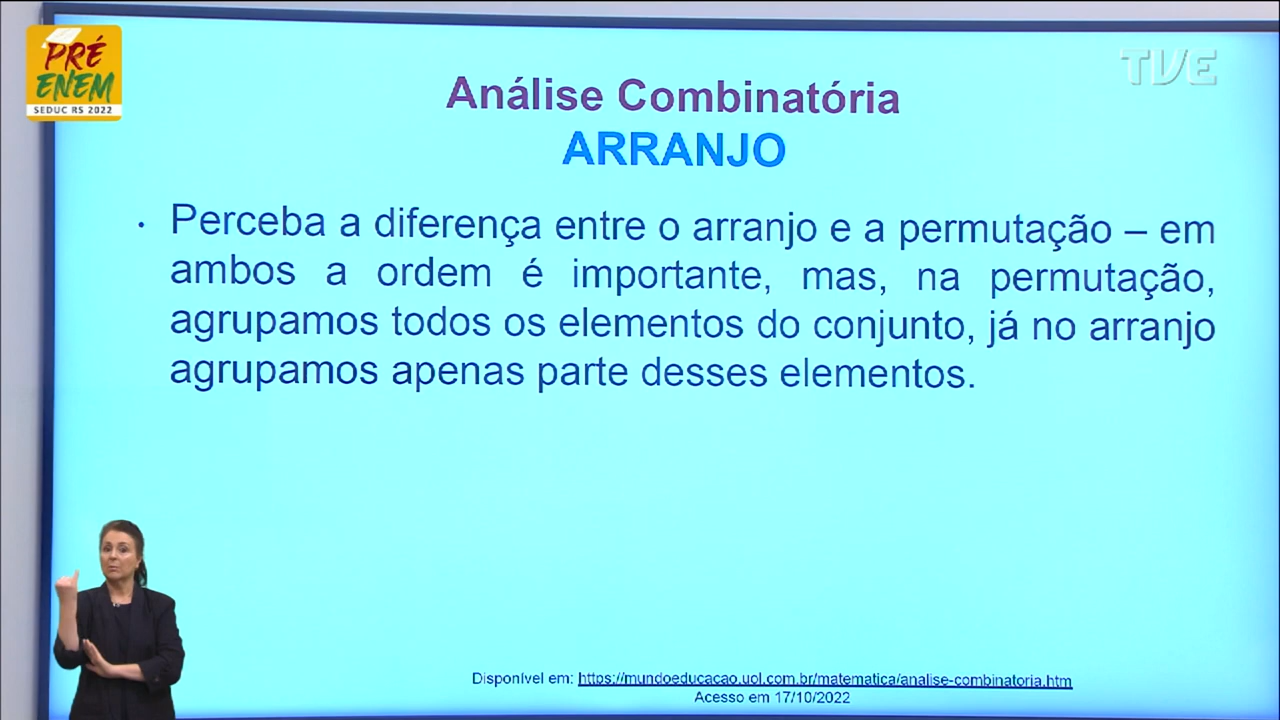 PRÉ
ENEM
SEDUC RS 2022
TVE
Análise Combinatória
ARRANJO
· Perceba a diferença entre o arranjo e a permutação – em
ambos a ordem é importante, mas, na permutação,
agrupamos todos os elementos do conjunto, já no arranjo
agrupamos apenas parte desses elementos.
Disponível em: https://mundoeducacao.uol.com.br/matematica/analise-combinatoria.htm
Acesso em 17/10/2022